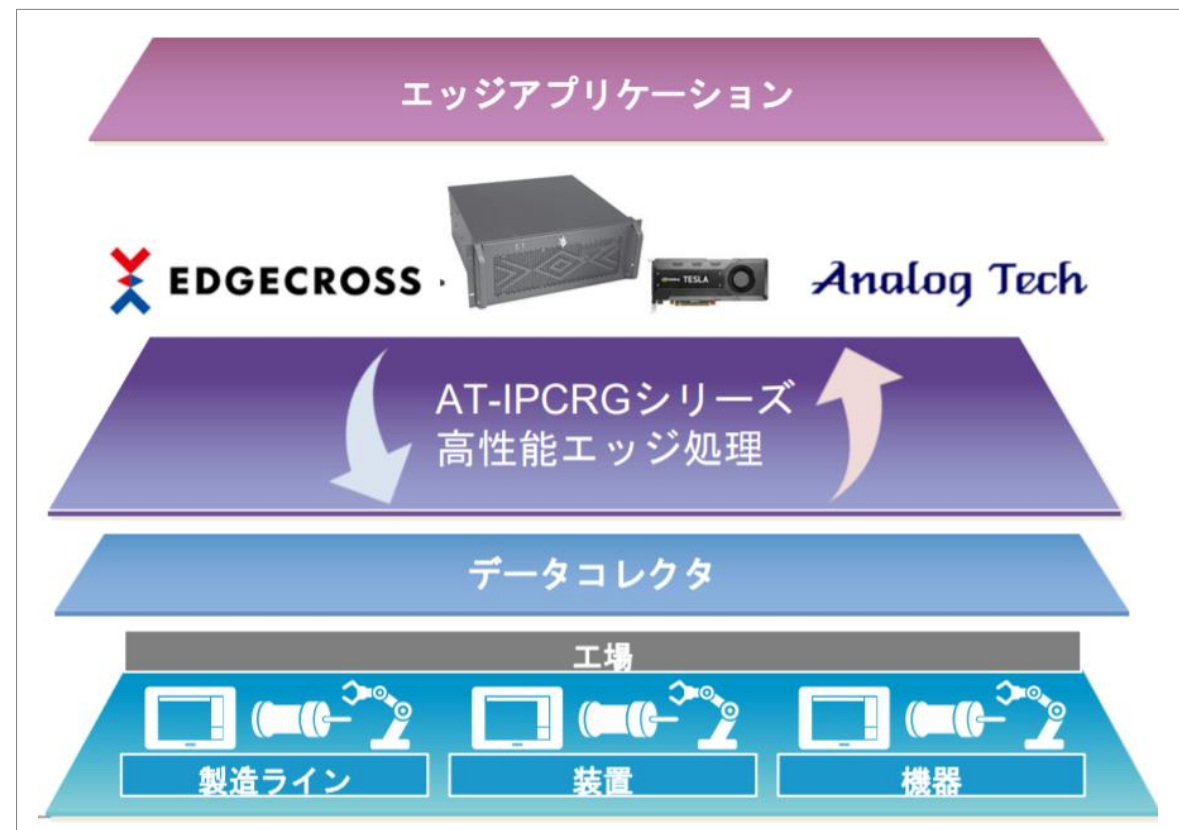 エッジアプリケーション
EDGECROSS
TESLA
Analog Tech
AT-IPCRGシリーズ
高性能エッジ処理
データコレクタ
工場
製造ライン
装置
機器